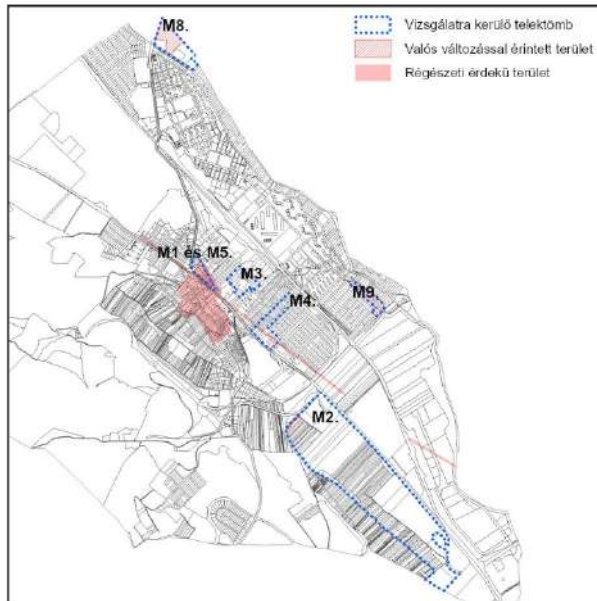 M8.
Vizsgálatra kerülő telektömb
Valós változással érintett terület
Régészeti érdekű terület
M1 és M5.
M3.
M4.
M9.
M2.